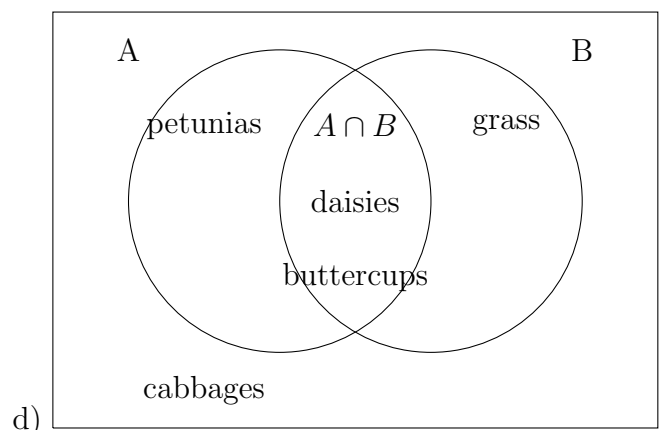 A B
petunias A ∩ B grass
daisies
buttercups
cabbages
d)